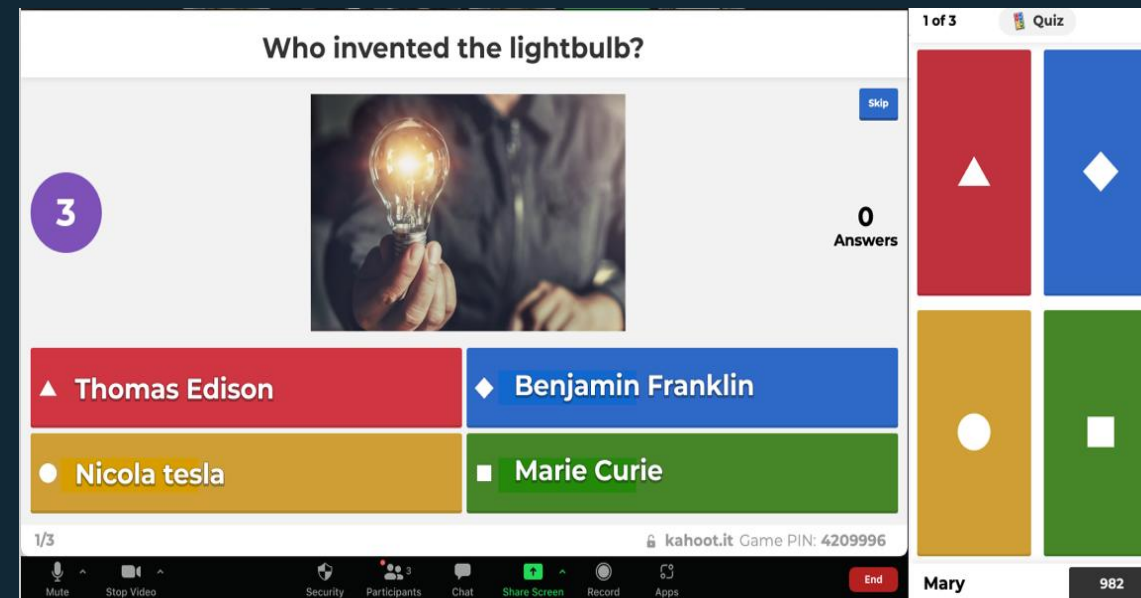 Who invented the lightbulb?
Skip
3
0
Answers
Thomas Edison
Benjamin Franklin
Nicola tesla
Marie Curie
1/3
kahoot.it Game PIN: 4209996
Mute
Stop Video
Security
Participants
3
Chat
Share Screen
Record
Apps
End
1 of 3
Quiz
Mary
982